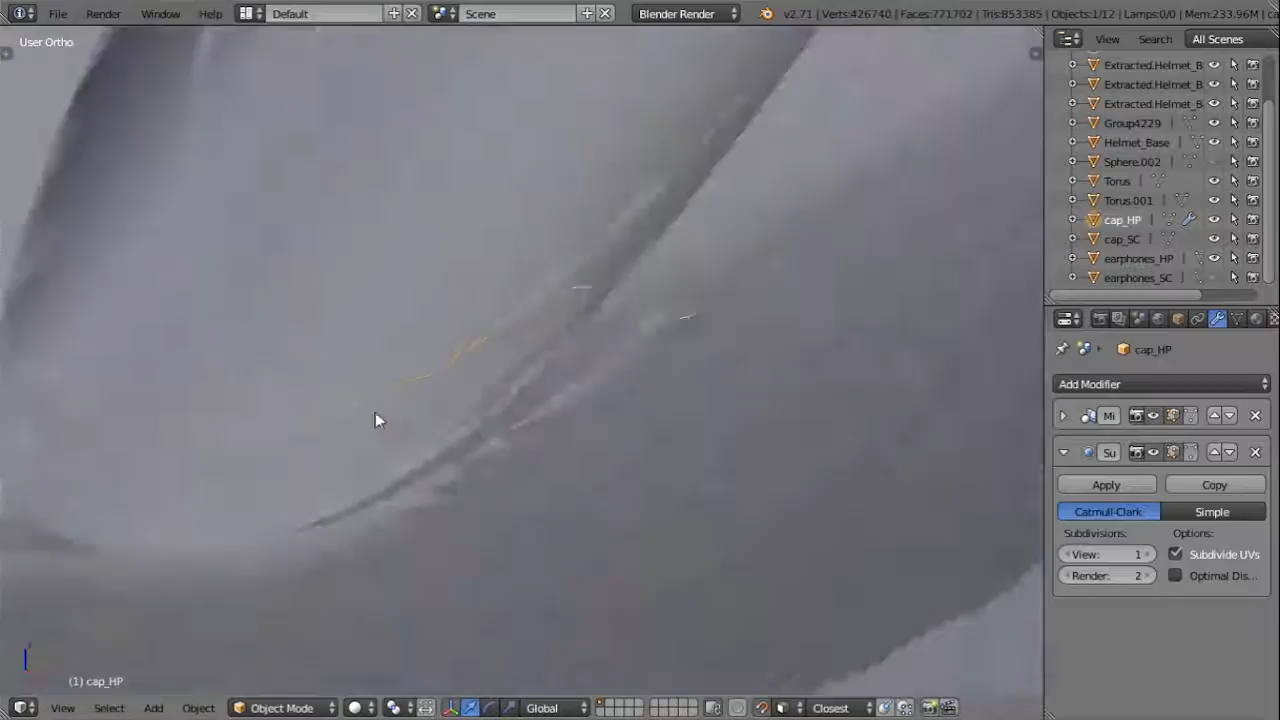 File Render Window Help Default Scene Blender Render v2.71 | Verts:426740 | Faces:771702 | Tris:853385 | Objects:1/12 | Lamps:0/0 | Mem:233.96M | ca
User Ortho
View Search All Scenes
Extracted.Helmet_B
Extracted.Helmet_B
Extracted.Helmet_B
Group4229
Helmet_Base
Sphere.002
Torus
Torus.001
cap_HP
cap_SC
earphones_HP
earphones_SC
cap_HP
Add Modifier
Mi
Su
Apply Copy
Catmull-Clark Simple
Subdivisions: Options:
View: 1 Subdivide UVs
Render: 2 Optimal Dis...
(1) cap_HP
View Select Add Object Object Mode Global Closest